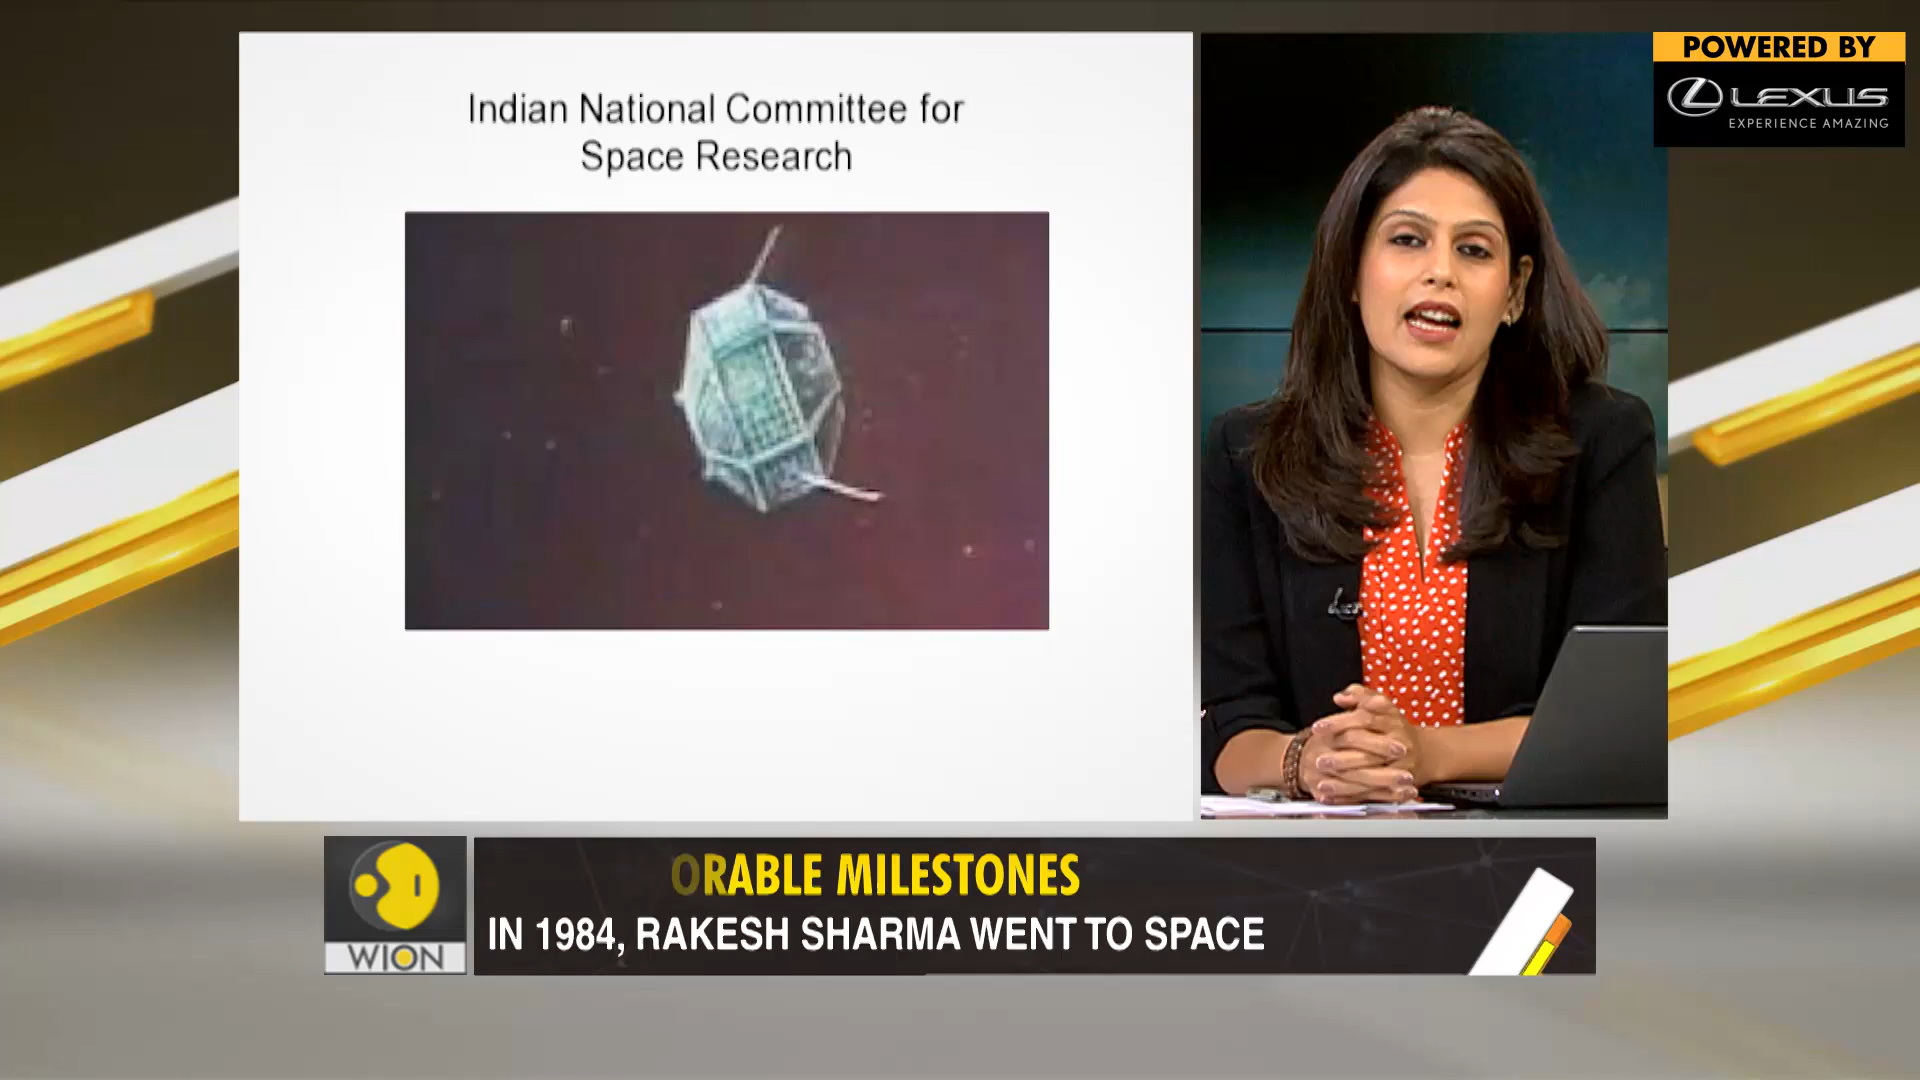 POWERED BY
LEXUS
EXPERIENCE AMAZING
Indian National Committee for
Space Research
ORABLE MILESTONES
IN 1984, RAKESH SHARMA WENT TO SPACE
WION